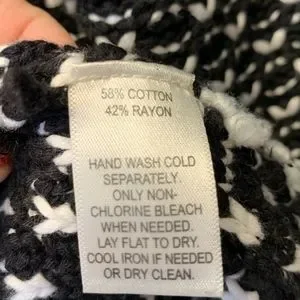 58% COTTON
42% RAYON
HAND WASH COLD
SEPARATELY.
ONLY NON-
CHLORINE BLEACH
WHEN NEEDED.
LAY FLAT TO DRY.
COOL IRON IF NEEDED
OR DRY CLEAN.